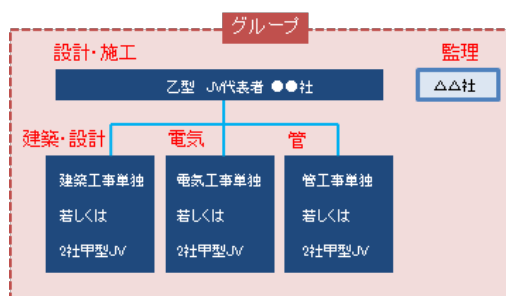 グループ
設計・施工
監理
乙型 JV代表者 ●●社
△△社
建築・設計
電気
管
建築工事単独
若しくは
2社甲型JV
電気工事単独
若しくは
2社甲型JV
管工事単独
若しくは
2社甲型JV